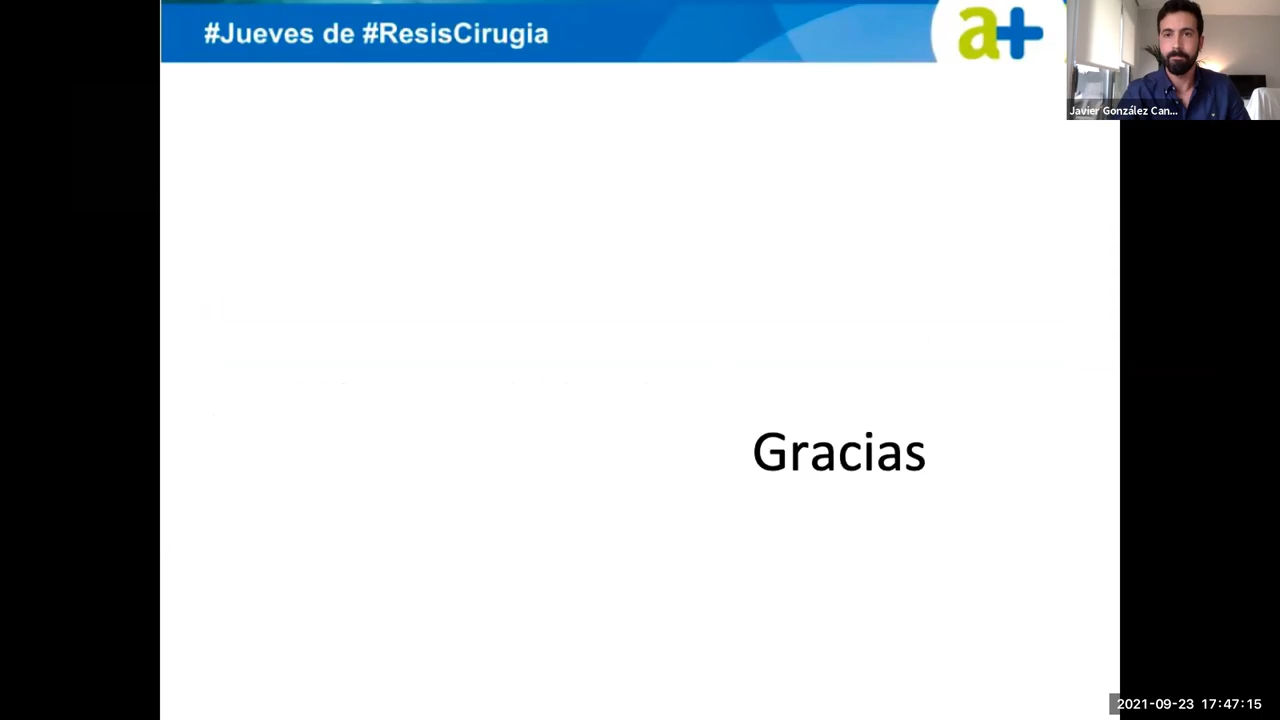 #Jueves de #ResisCirugia
a+
Javier González Can...
Gracias
2021-09-23 17:47:15